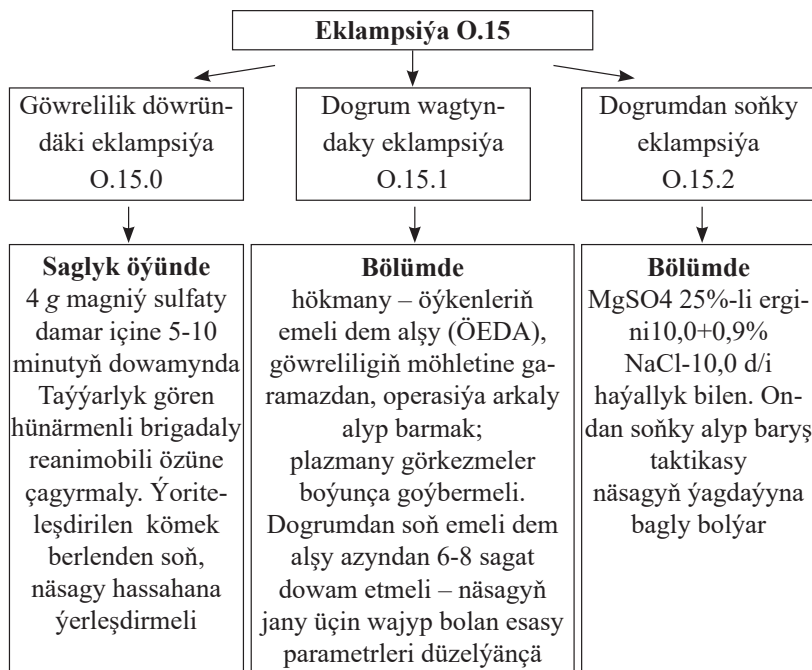 Eklampsiýa O.15
Göwrelilik döwrün-
däki eklampsiýa
O.15.0
Dogrum wagtyn-
daky eklampsiýa
O.15.1
Dogrumdan soňky
eklampsiýa
O.15.2
Saglyk öýünde
4 g magniý sulfaty
damar içine 5-10
minutyň dowamynda
Taýýarlyk gören
hünärmenli brigadaly
reanimobili özüne
çagyrmaly. Ýorite-
leşdirilen kömek
berlenden soň,
näsagy hassahana
ýerleşdirmeli
Bölümde
hökmany – öýkenleriň
emeli dem alşy (ÖEDA),
göwreliligiň möhletine ga-
ramazdan, operasiýa arkaly
alyp barmak;
plazmany görkezmeler
boýunça goýbermeli.
Dogrumdan soň emeli dem
alşy azyndan 6-8 sagat
dowam etmeli – näsagyň
jany üçin wajyp bolan esasy
parametrleri düzelýänçä
Bölümde
MgSO4 25%-li ergi-
ni10,0+0,9%
NaCl-10,0 d/i
haýallyk bilen. On-
dan soňky alyp baryş
taktikasy
näsagyň ýagdaýyna
bagly bolýar